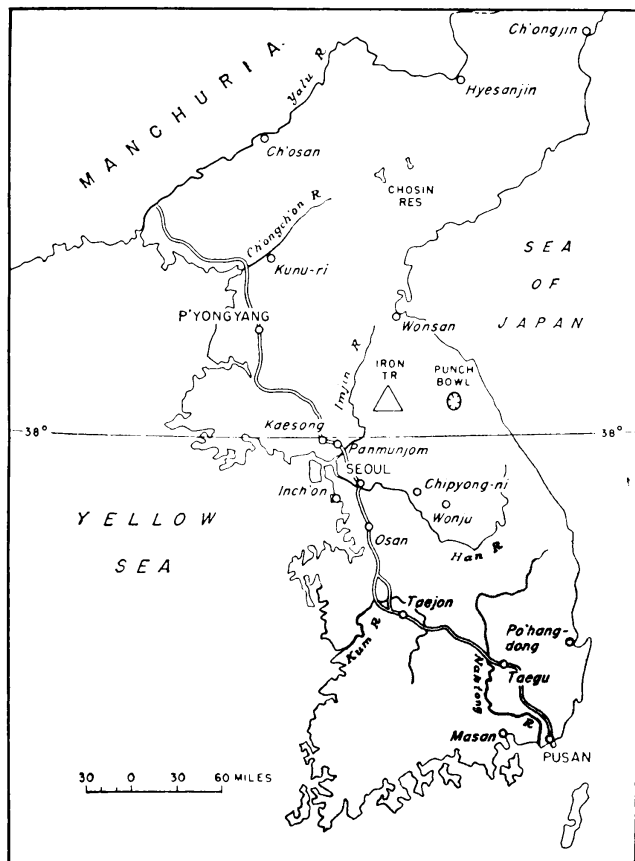 Ch'ongjin
MANCHURIA.
Yalu R
Hyesanjin
Ch'osan
CHOSIN
RES
Ch'ongch'on R
Kunu-ri
SEA
OF
JAPAN
P'YONGYANG
Wonsan
Imjin R
IRON
TR
PUNCH
BOWL
38°
38°
Kaesong
Panmunjom
SEOUL
Inch'on
Chipyong-ni
Wonju
YELLOW
SEA
Osan
Han R
Taejon
Kum R
Po'hang-
dong
Taegu
Naktong R
Masan
PUSAN
30 0 30 60 MILES